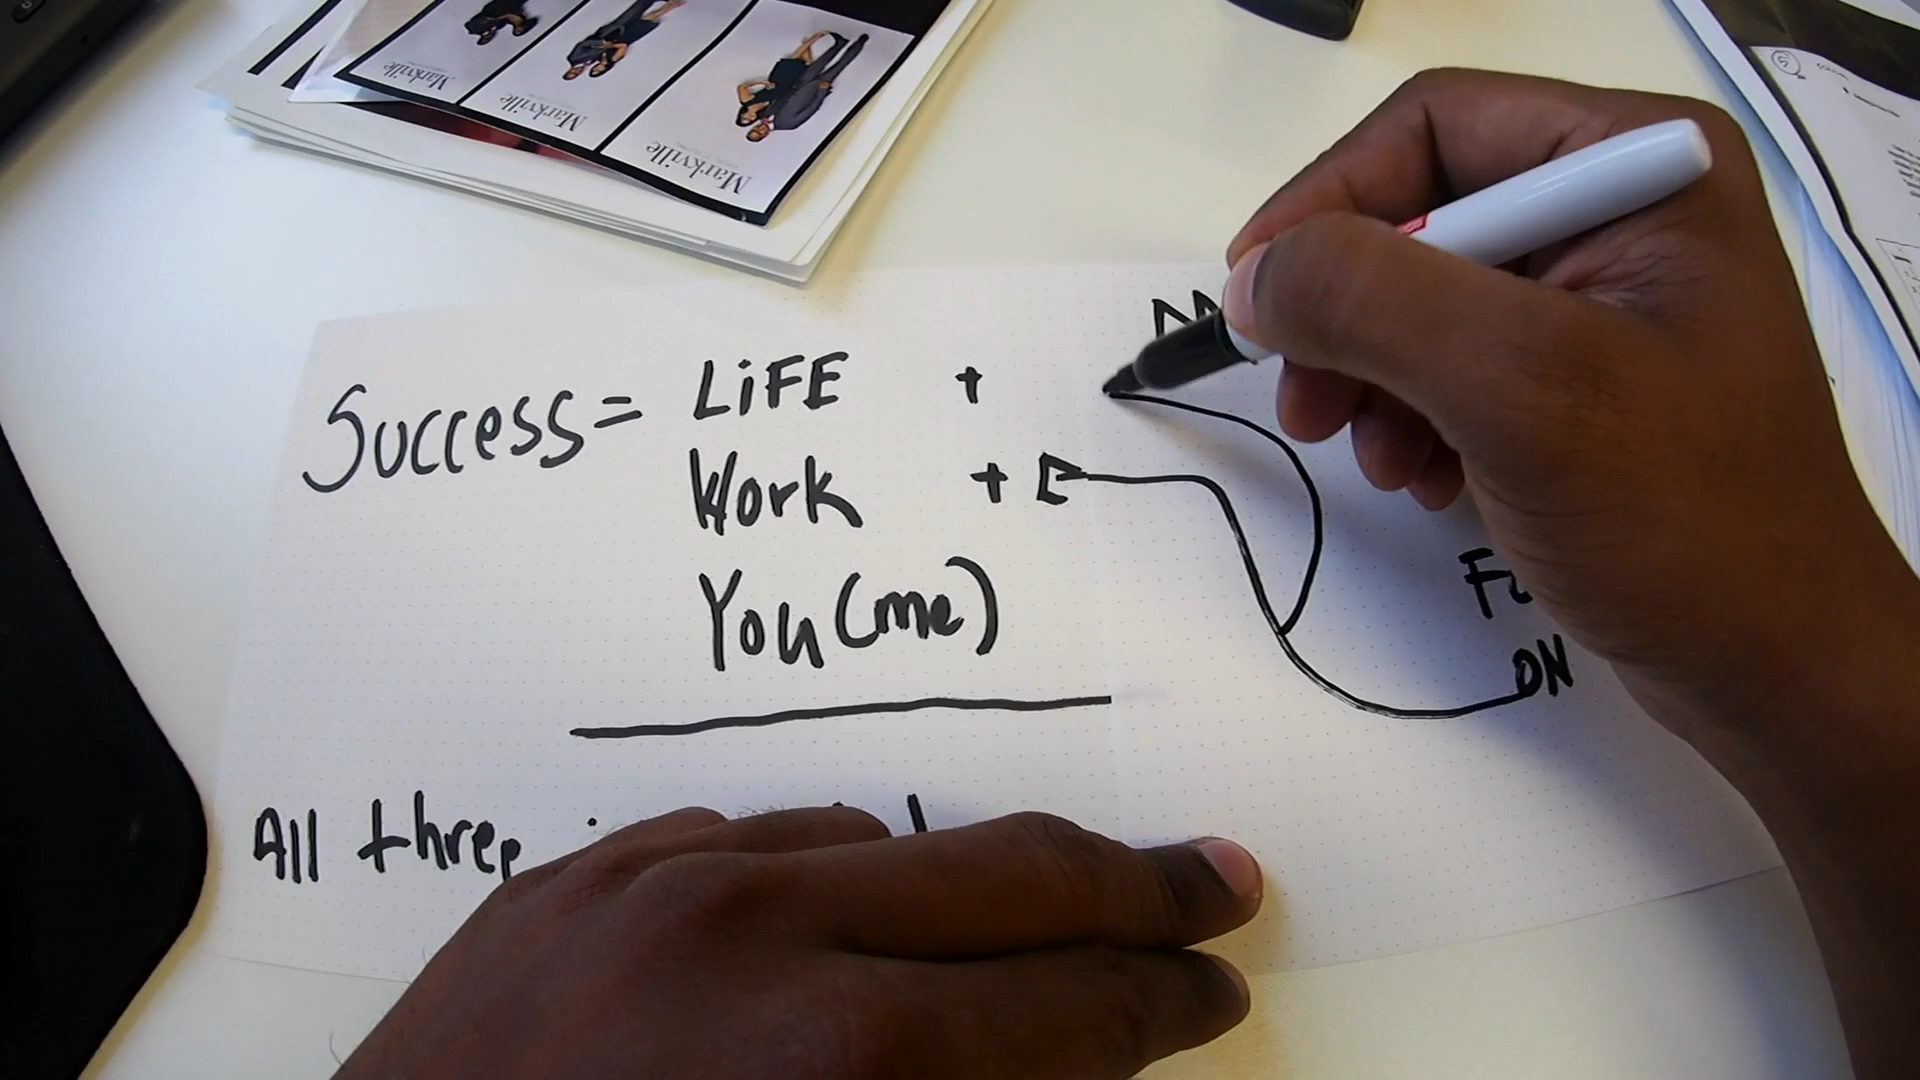 Markville
Markville
Markville
Success = LiFE +
Work +
You (me)
ON
All three